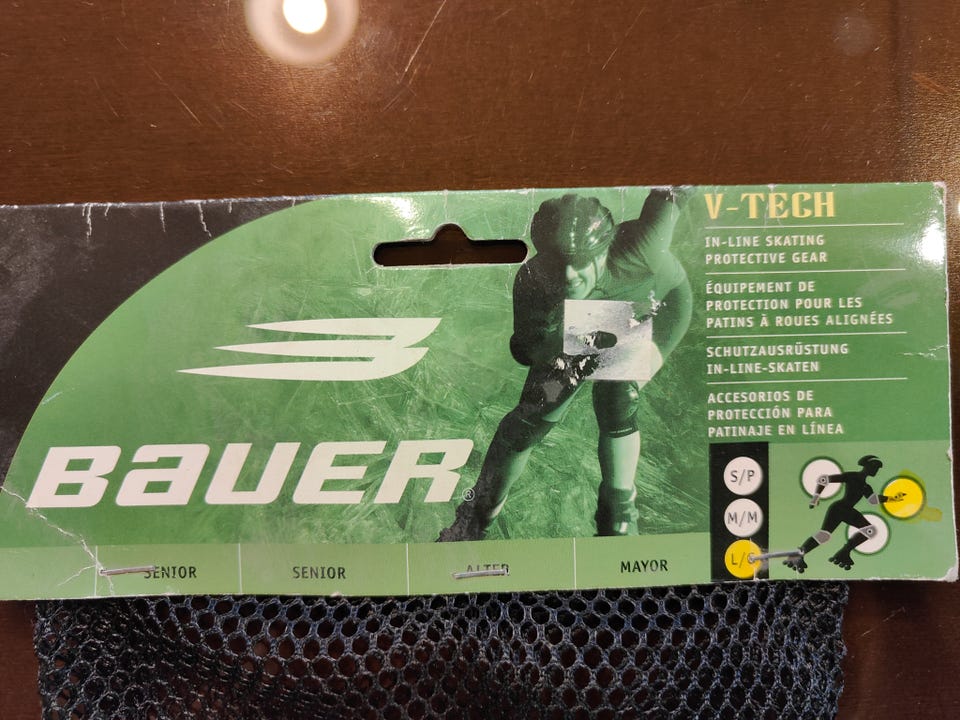 V-TECH
IN-LINE SKATING
PROTECTIVE GEAR
ÉQUIPEMENT DE
PROTECTION POUR LES
PATINS À ROUES ALIGNÉES
SCHUTZAUSRÜSTUNG
IN-LINE-SKATEN
ACCESORIOS DE
PROTECCIÓN PARA
PATINAJE EN LÍNEA
BAUER®
S/P
M/M
L/G
SENIOR
SENIOR
ALTER
MAYOR